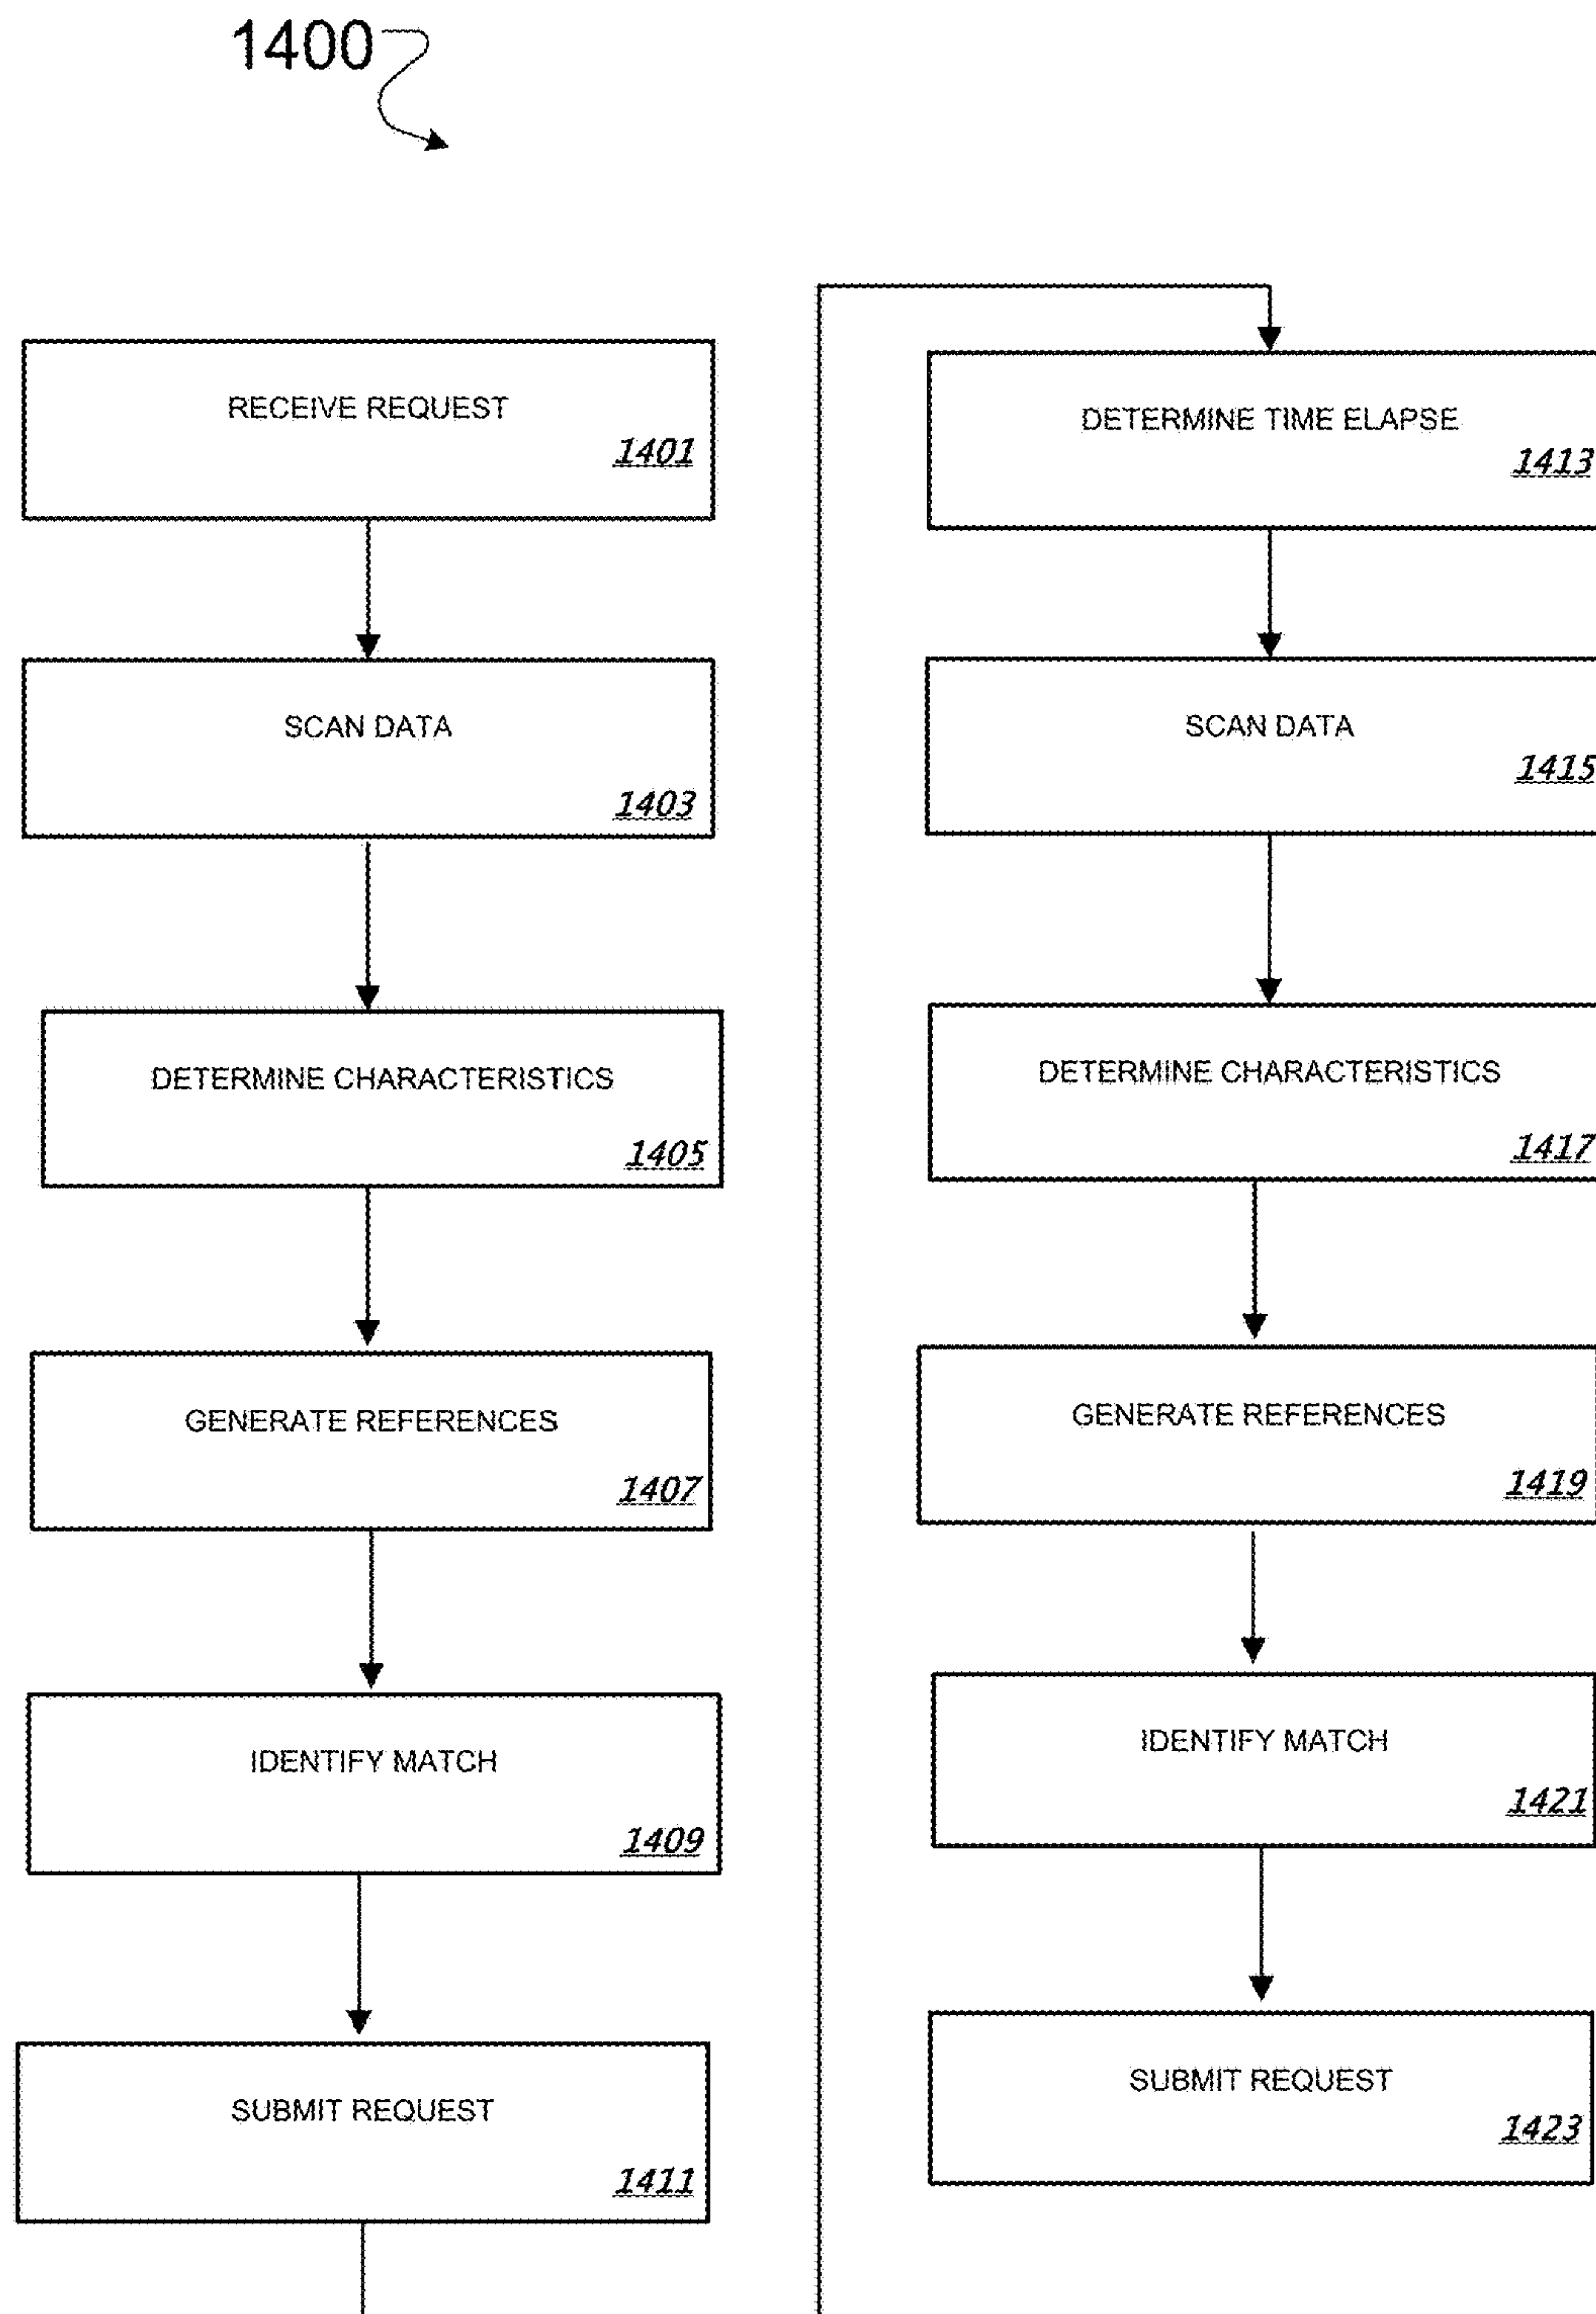 1400
RECEIVE REQUEST
1401
SCAN DATA
1403
DETERMINE CHARACTERISTICS
1405
GENERATE REFERENCES
1407
IDENTIFY MATCH
1409
SUBMIT REQUEST
1411
DETERMINE TIME ELAPSE
1413
SCAN DATA
1415
DETERMINE CHARACTERISTICS
1417
GENERATE REFERENCES
1419
IDENTIFY MATCH
1421
SUBMIT REQUEST
1423